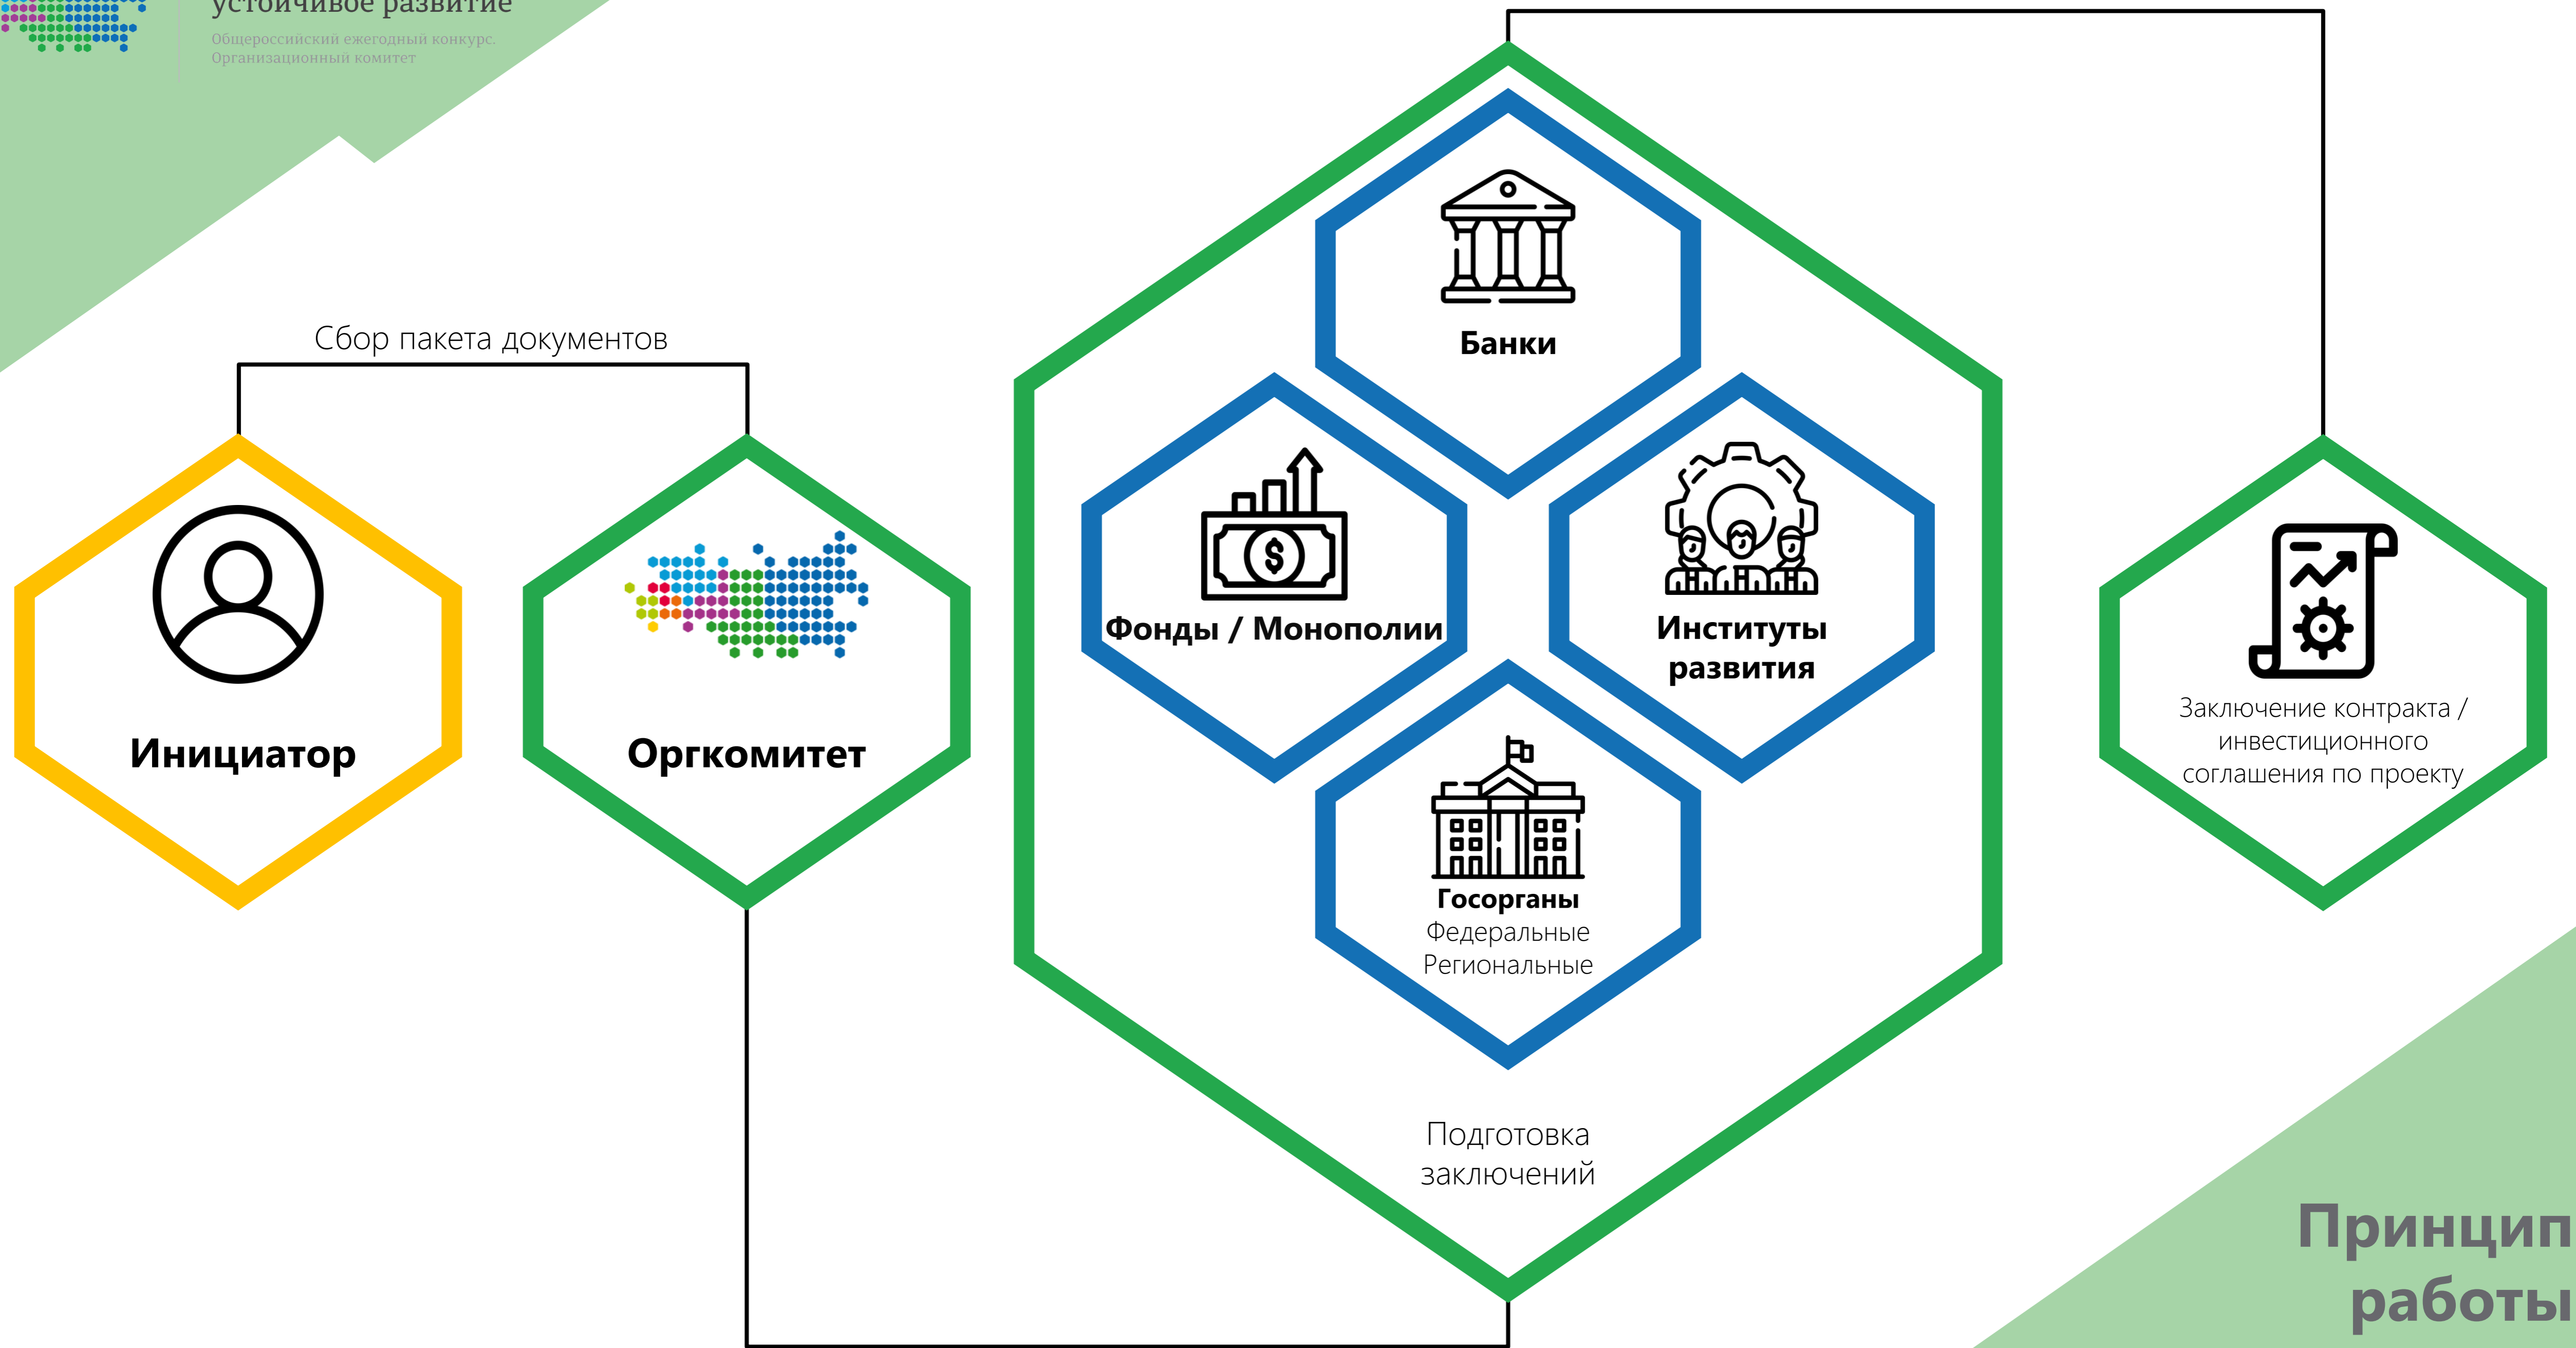 устойчивое развитие
Общероссийский ежегодный конкурс.
Организационный комитет
Сбор пакета документов
Инициатор
Оргкомитет
Банки
Фонды / Монополии
Институты
развития
Госорганы
Федеральные
Региональные
Подготовка
заключений
Заключение контракта /
инвестиционного
соглашения по проекту
Принцип
работы